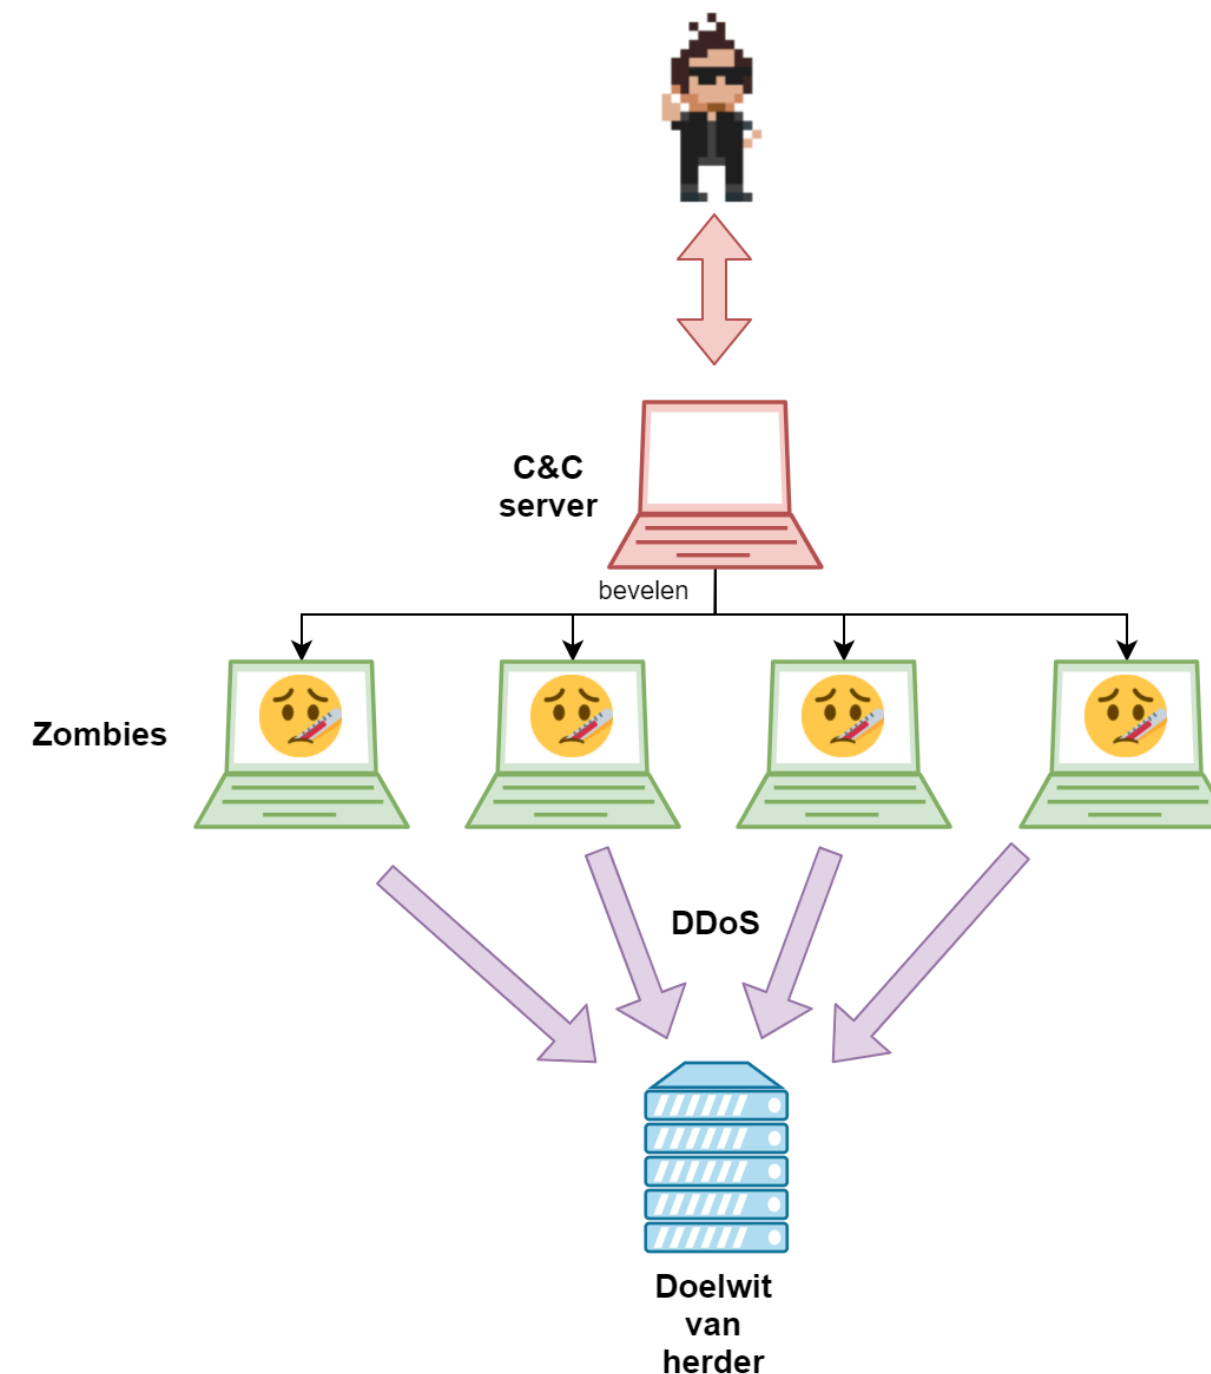 C&C
server
bevelen
Zombies
DDoS
Doelwit
van
herder